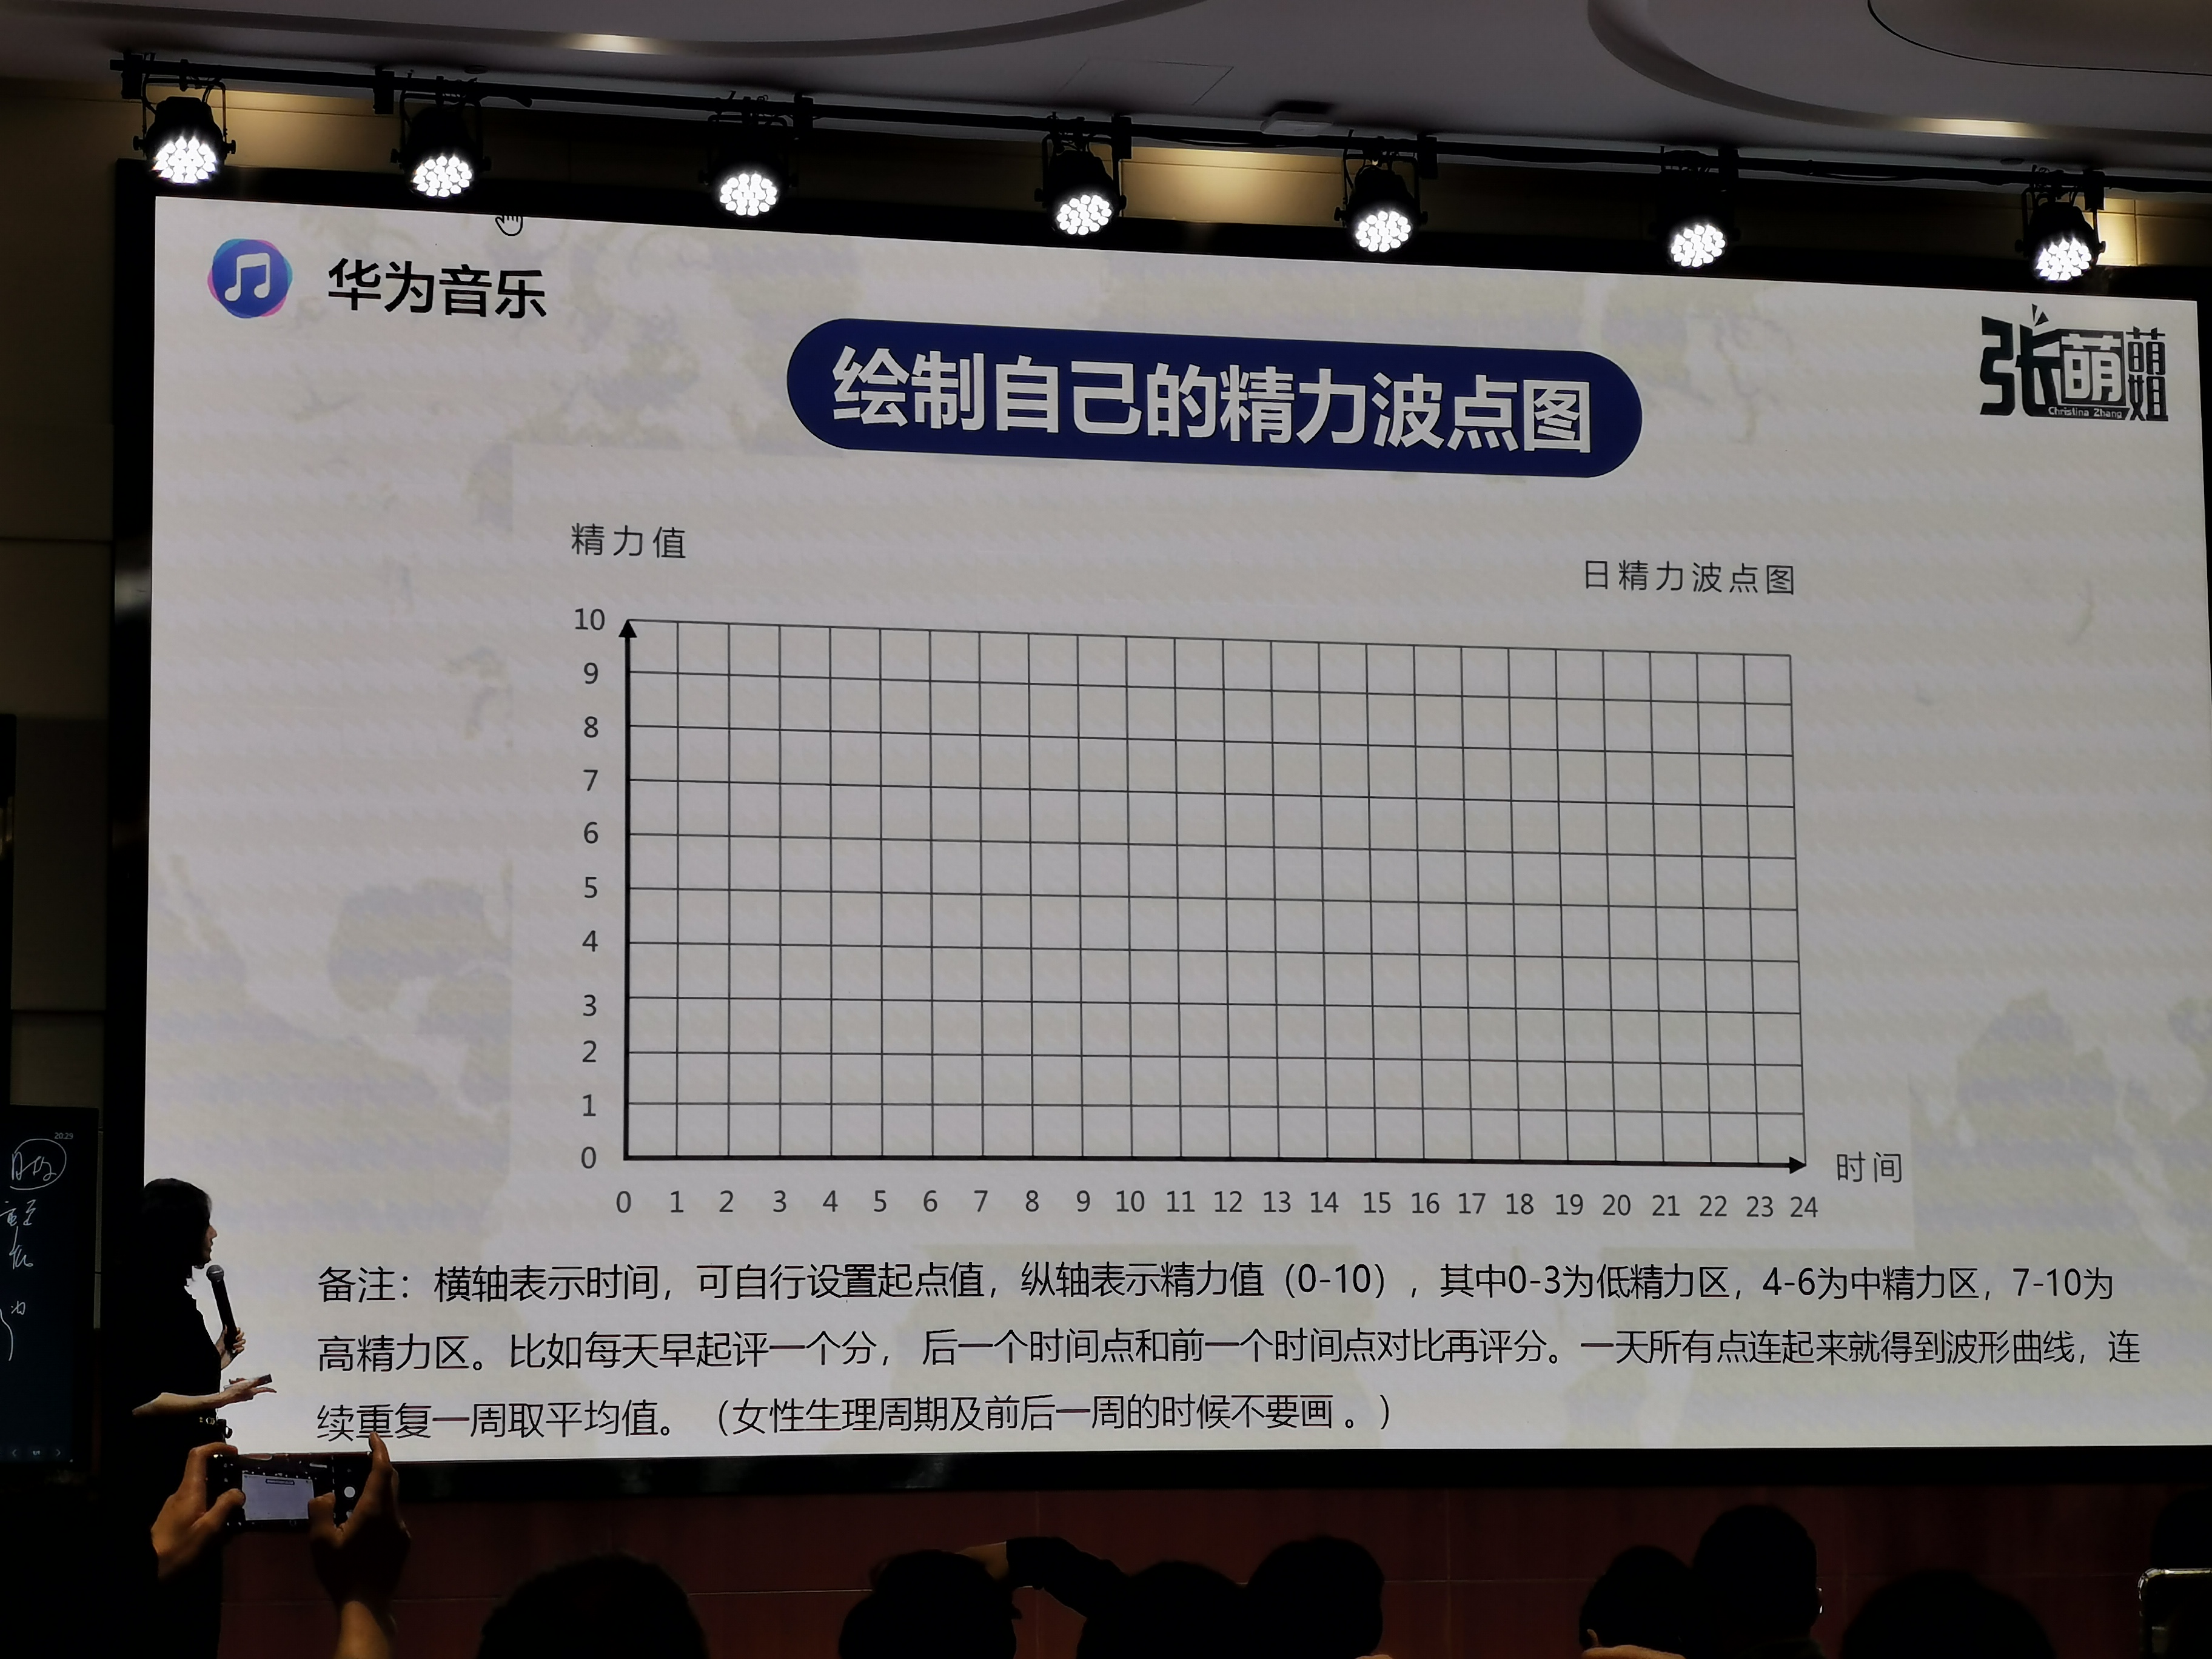 华为音乐
张萌萌姐
Christina Zhang
绘制自己的精力波点图
精力值
日精力波点图
10
9
8
7
6
5
4
3
2
1
0
0 1 2 3 4 5 6 7 8 9 10 11 12 13 14 15 16 17 18 19 20 21 22 23 24
时间
备注：横轴表示时间，可自行设置起点值，纵轴表示精力值（0-10），其中0-3为低精力区，4-6为中精力区，7-10为
高精力区。比如每天早起评一个分， 后一个时间点和前一个时间点对比再评分。一天所有点连起来就得到波形曲线，连
续重复一周取平均值。（女性生理周期及前后一周的时候不要画 。）
20:29